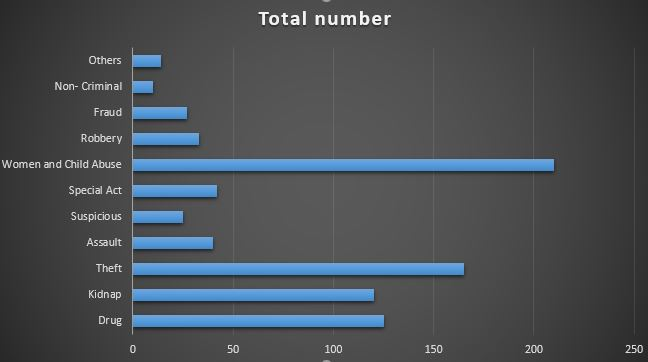 Total number
Others
Non- Criminal
Fraud
Robbery
Women and Child Abuse
Special Act
Suspicious
Assault
Theft
Kidnap
Drug
0 50 100 150 200 250